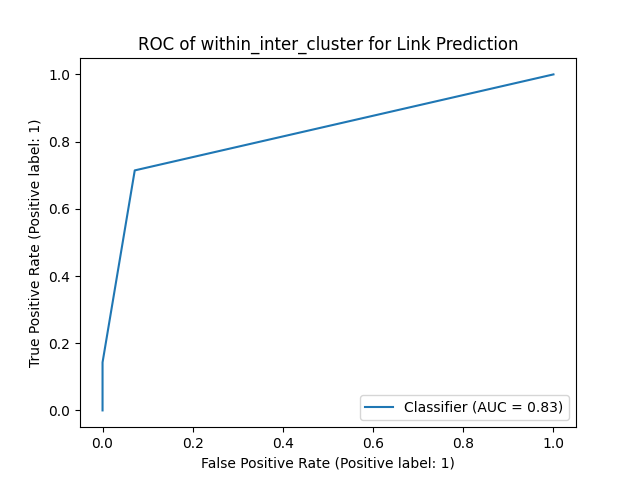 ROC of within_inter_cluster for Link Prediction
True Positive Rate (Positive label: 1)
1.0
0.8
0.6
0.4
0.2
0.0
Classifier (AUC = 0.83)
0.0 0.2 0.4 0.6 0.8 1.0
False Positive Rate (Positive label: 1)